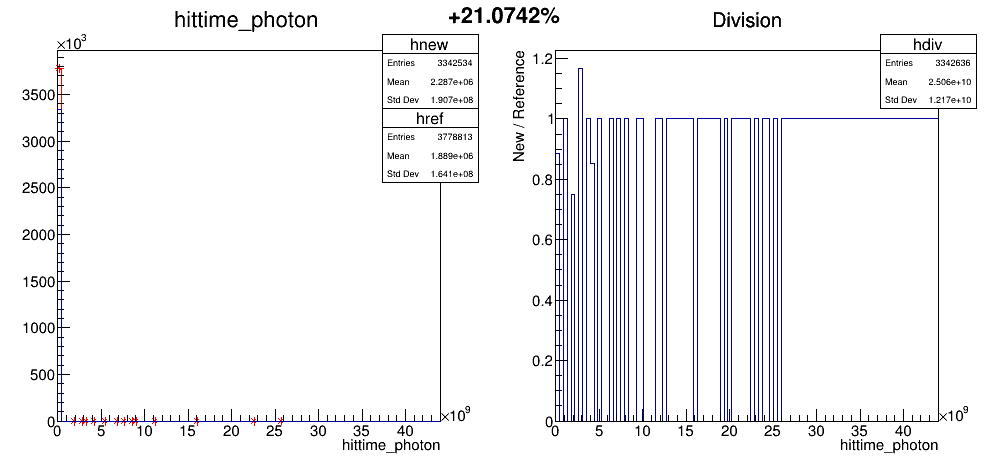 +21.0742%
hittime_photon
×10³
hnew
Entries 3342534
Mean 2.287e+06
Std Dev 1.907e+08
href
Entries 3778813
Mean 1.889e+06
Std Dev 1.641e+08
3500
3000
2500
2000
1500
1000
500
0
0 5 10 15 20 25 30 35 40
×10⁹
hittime_photon
Division
hdiv
Entries 3342636
Mean 2.506e+10
Std Dev 1.217e+10
New / Reference
1.2
1
0.8
0.6
0.4
0.2
0
0 5 10 15 20 25 30 35 40
×10⁹
hittime_photon